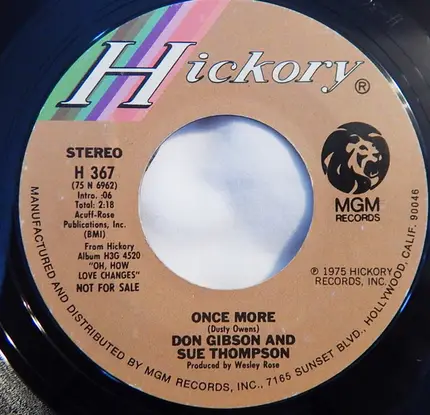 Hickory®
STEREO
H 367
(75 N 6962)
Intro. :06
Total: 2:18
Acuff-Rose
Publications, Inc.
(BMI)
From Hickory
Album H3G 4520
"OH, HOW
LOVE CHANGES"
NOT FOR SALE
MGM
RECORDS
℗ 1975 HICKORY
RECORDS, INC.
ONCE MORE
(Dusty Owens)
DON GIBSON AND
SUE THOMPSON
Produced by Wesley Rose
MANUFACTURED AND DISTRIBUTED BY MGM RECORDS, INC., 7165 SUNSET BLVD., HOLLYWOOD, CALIF. 90046